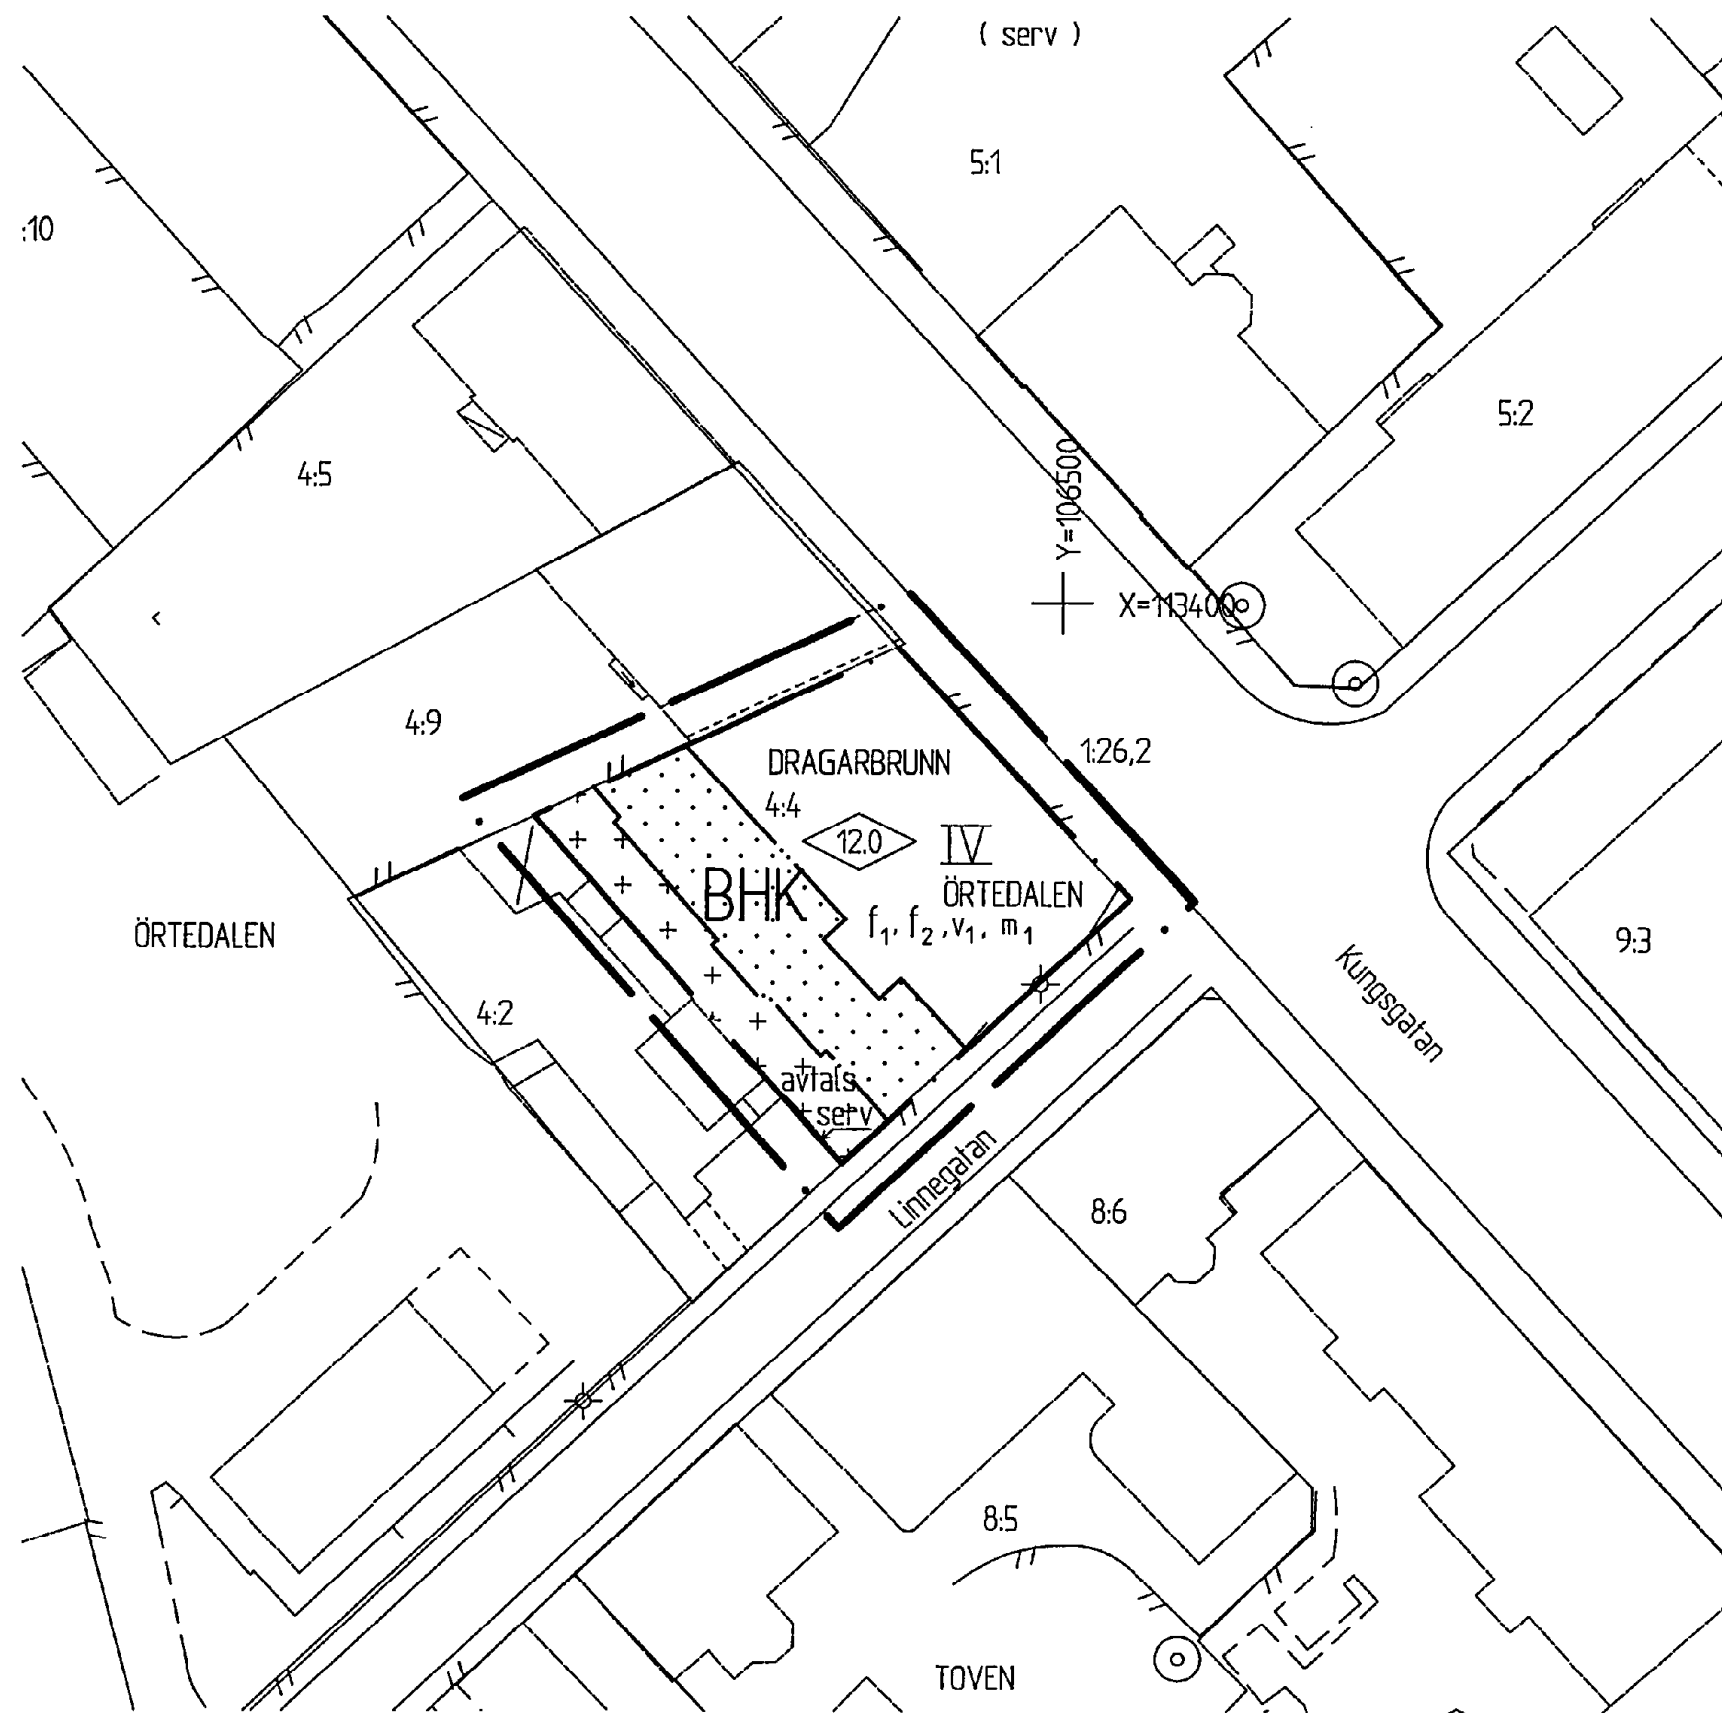 ( serv )
5:1
:10
5:2
4:5
Y=106500
X=113400
4:9
1:26,2
DRAGARBRUNN
4:4
12.0
IV
BHK
ÖRTEDALEN
f1, f2, v1, m1
ÖRTEDALEN
9:3
Kungsgatan
4:2
avtals
serv
Linnegatan
8:6
8:5
TOVEN